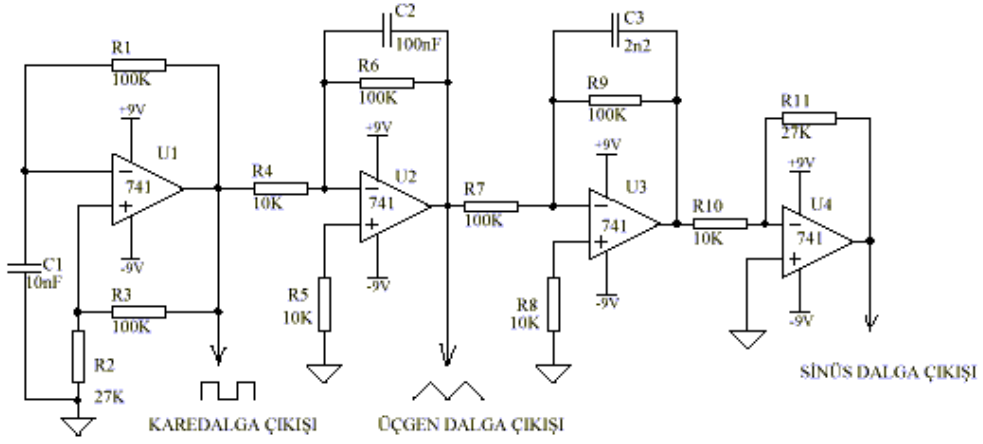 C2
100nF
C3
2n2
R1
100K
R6
100K
R9
100K
R11
27K
+9V
U1
741
-9V
+9V
U2
741
-9V
+9V
U3
741
-9V
+9V
U4
741
-9V
R4
10K
R7
100K
R10
10K
C1
10nF
R3
100K
R5
10K
R8
10K
R2
27K
KAREDALGA ÇIKIŞI
ÜÇGEN DALGA ÇIKIŞI
SİNÜS DALGA ÇIKIŞI